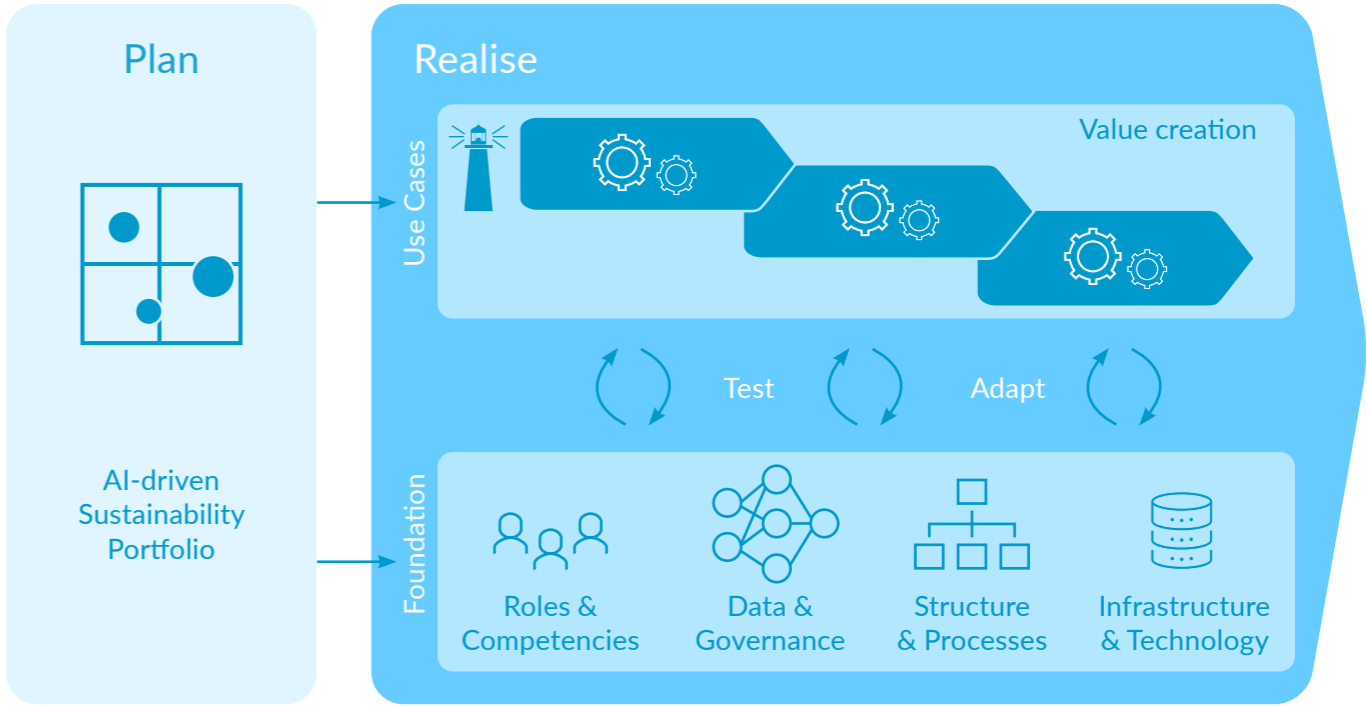 Plan
AI-driven
Sustainability
Portfolio
Realise
Use Cases
Value creation
Test
Adapt
Foundation
Roles &
Competencies
Data &
Governance
Structure
& Processes
Infrastructure
& Technology